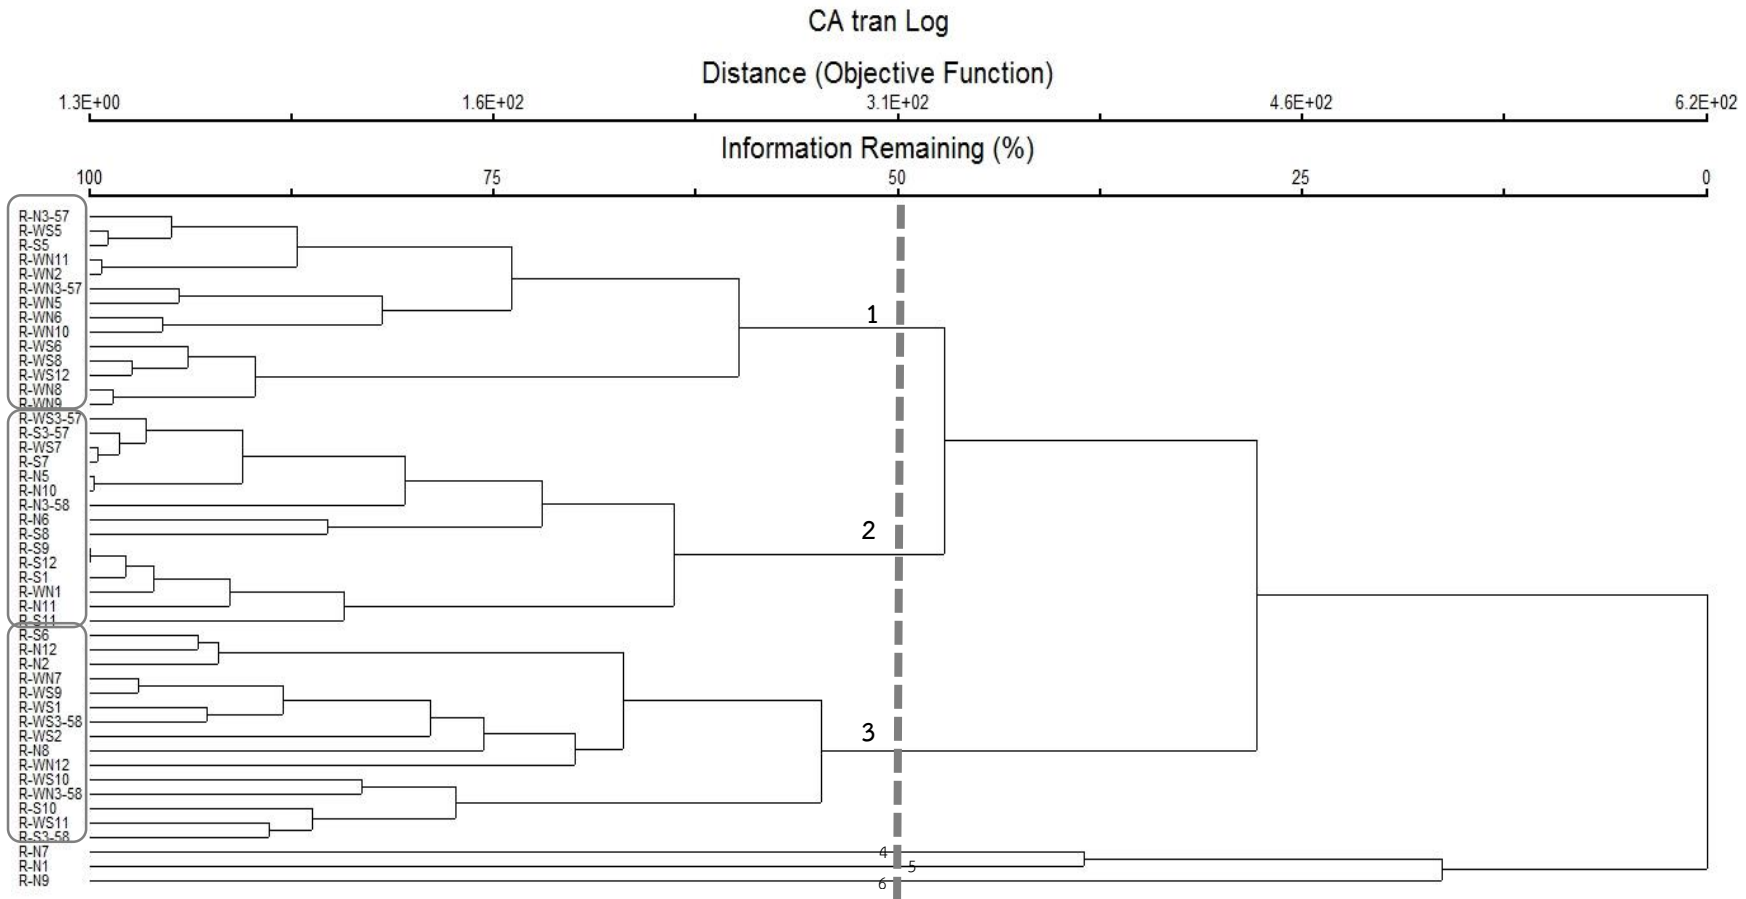 CA tran Log
Distance (Objective Function)
1.3E+00 1.6E+02 3.1E+02 4.6E+02 6.2E+02
Information Remaining (%)
100 75 50 25 0
R-N3-57
R-WS5
R-S5
R-WN11
R-WN2
R-WN3-57
R-WN5
1
R-WN6
R-WN10
R-WS6
R-WS8
R-WS12
R-WN8
R-WN9
R-WS3-57
R-S3-57
R-WS7
R-S7
R-N5
R-N10
R-N3-58
R-N6
2
R-S8
R-S9
R-S12
R-S1
R-WN1
R-N11
R-S11
R-S6
R-N12
R-N2
R-WN7
R-WS9
R-WS1
R-WS3-58
3
R-WS2
R-N8
R-WN12
R-WS10
R-WN3-58
R-S10
R-WS11
R-S3-58
R-N7 4
R-N1 5
R-N9 6